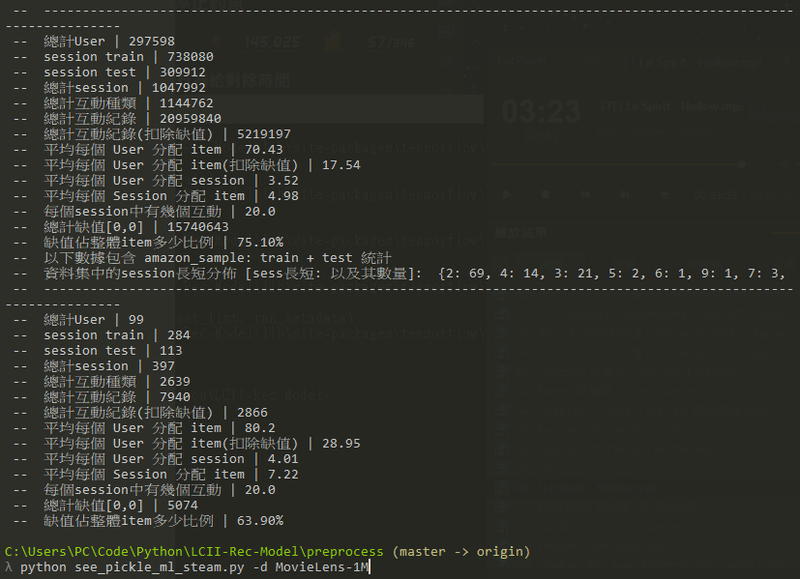 -- -- ------------------------------------------------------------------------------------------
---------------
-- 總計User | 297598
-- session train | 738080
-- session test | 309912
-- 總計session | 1047992
-- 總計互動種類 | 1144762
-- 總計互動紀錄 | 20959840
-- 總計互動紀錄(扣除缺值) | 5219197
-- 平均每個 User 分配 item | 70.43
-- 平均每個 User 分配 item(扣除缺值) | 17.54
-- 平均每個 User 分配 session | 3.52
-- 平均每個 Session 分配 item | 4.98
-- 每個session中有幾個互動 | 20.0
-- 總計缺值[0,0] | 15740643
-- 缺值佔整體item多少比例 | 75.10%
-- 以下數據包含 amazon_sample: train + test 統計
-- 資料集中的session長短分佈 [sess長短: 以及其數量]: {2: 69, 4: 14, 3: 21, 5: 2, 6: 1, 9: 1, 7: 3,
-- ------------------------------------------------------------------------------------------
---------------
-- 總計User | 99
-- session train | 284
-- session test | 113
-- 總計session | 397
-- 總計互動種類 | 2639
-- 總計互動紀錄 | 7940
-- 總計互動紀錄(扣除缺值) | 2866
-- 平均每個 User 分配 item | 80.2
-- 平均每個 User 分配 item(扣除缺值) | 28.95
-- 平均每個 User 分配 session | 4.01
-- 平均每個 Session 分配 item | 7.22
-- 每個session中有幾個互動 | 20.0
-- 總計缺值[0,0] | 5074
-- 缺值佔整體item多少比例 | 63.90%
C:\Users\PC\Code\Python\LCII-Rec-Model\preprocess (master -> origin)
λ python see_pickle_ml_steam.py -d MovieLens-1M